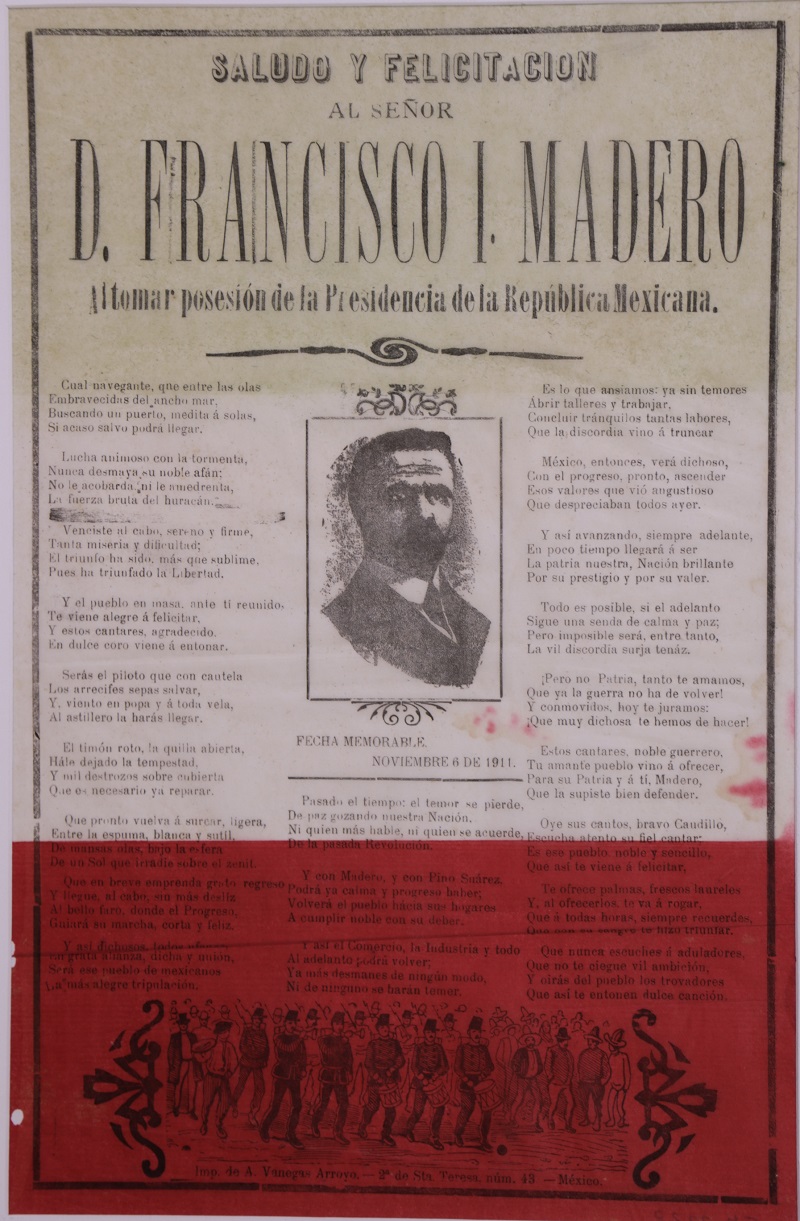 SALUDO Y FELICITACION
AL SEÑOR
D. FRANCISCO I. MADERO
Al tomar posesión de la Presidencia de la República Mexicana.
Cual navegante, que entre las olas
Embravecidas del ancho mar,
Buscando un puerto, medita á solas,
Si acaso salvo podrá llegar.
Lucha animoso con la tormenta,
Nunca desmaya su noble afán;
No le acobarda, ni le amedrenta,
La fuerza bruta del huracán.
Venciste al cabo, sereno y firme,
Tanta miseria y dificultad;
El triunfo ha sido, más que sublime,
Pues ha triunfado la Libertad.
Y el pueblo en masa, ante tí reunido,
Te viene alegre á felicitar,
Y estos cantares, agradecido,
En dulce coro viene á entonar.
Serás el piloto que con cautela
Los arrecifes sepas salvar,
Y, viento en popa y á toda vela,
Al astillero la harás llegar.
El timón roto, la quilla abierta,
Hále dejado la tempestad,
Y mil destrozos sobre cubierta
Que es necesario ya reparar.
Que pronto vuelva á surcar, ligera,
Entre la espuma, blanca y sutil,
De mansas olas, bajo la esfera
De un Sol que irradie sobre el zenit.
Que en breve emprenda grato regreso
Y llegue, al cabo, sin más desliz
Al bello faro, donde el Progreso,
Guiará su marcha, corta y feliz.
Y así dichosos, todos
En grata alianza, dicha y unión,
Será ese pueblo de mexicanos
La más alegre tripulación.
FECHA MEMORABLE.
NOVIEMBRE 6 DE 1911.
Pasado el tiempo: el temor se pierde,
De paz gozando nuestra Nación,
Ni quien más hable, ni quien se acuerde,
De la pasada Revolución.
Y con Madero, y con Pino Suárez,
Podrá ya calma y progreso haber;
Volverá el pueblo hácia sus hogares
A cumplir noble con su deber.
Y así el Comercio, la Industria y todo
Al adelanto podrá volver;
Ya más desmanes de ningún modo,
Ni de ninguno se harán temer.
Es lo que ansiamos: ya sin temores
Abrir talleres y trabajar,
Concluir tránquilos tantas labores,
Que la discordia vino á truncar
México, entonces, verá dichoso,
Con el progreso, pronto, ascender
Esos valores que vió angustioso
Que despreciaban todos ayer.
Y así avanzando, siempre adelante,
En poco tiempo llegará á ser
La patria nuestra, Nación brillante
Por su prestigio y por su valer.
Todo es posible, si el adelanto
Sigue una senda de calma y paz;
Pero imposible será, entre tanto,
La vil discordia surja tenáz.
¡Pero no Patria, tanto te amamos,
Que ya la guerra no ha de volver!
Y conmovidos, hoy te juramos:
¡Que muy dichosa te hemos de hacer!
Estos cantares, noble guerrero,
Tu amante pueblo vino á ofrecer,
Para su Patria y á tí, Madero,
Que la supiste bien defender.
Oye sus cantos, bravo Caudillo,
Escucha atento su fiel cantar;
Es ese pueblo, noble y sencillo,
Que así te viene á felicitar.
Te ofrece palmas, frescos laureles
Y, al ofrecerlos, te va á rogar,
Que á todas horas, siempre recuerdes,
Que con su sangre te hizo triunfar.
Que nunca escuches á aduladores,
Que no te ciegue vil ambición,
Y oirás del pueblo los trovadores
Que así te entonen dulce canción.
Imp. de A. Vanegas Arroyo.—2ª de Sta. Teresa, núm. 43 —México.